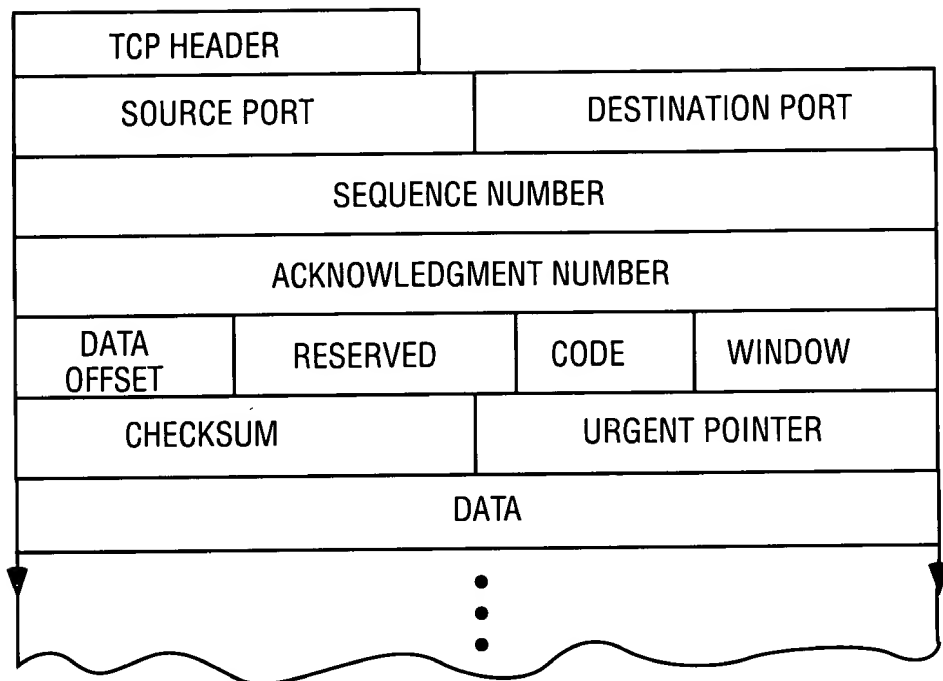 TCP HEADER
SOURCE PORT
DESTINATION PORT
SEQUENCE NUMBER
ACKNOWLEDGMENT NUMBER
DATA
OFFSET
RESERVED
CODE
WINDOW
CHECKSUM
URGENT POINTER
DATA